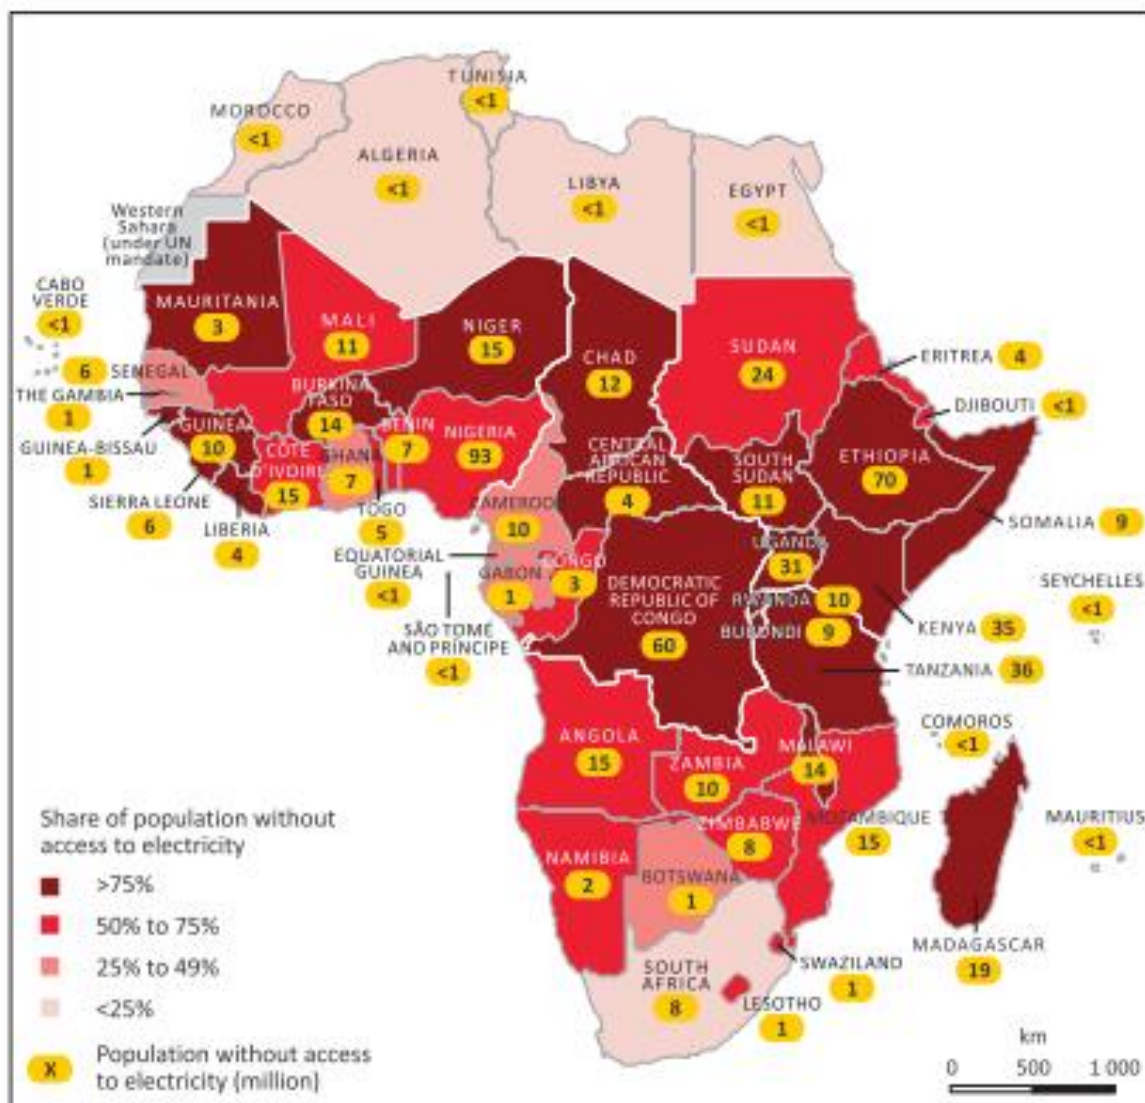 TUNISIA
<1
MOROCCO
<1
ALGERIA
<1
LIBYA
<1
EGYPT
<1
Western
Sahara
(under UN
mandate)
CABO
VERDE
<1
MAURITANIA
3
MALI
11
NIGER
15
CHAD
12
SUDAN
24
ERITREA 4
6 SENEGAL
THE GAMBIA
1
DJIBOUTI <1
BURKINA
FASO
14
GUINEA
10
BENIN
7
NIGERIA
93
CENTRAL
AFRICAN
REPUBLIC
4
SOUTH
SUDAN
11
ETHIOPIA
70
GUINEA-BISSAU
1
CÔTE
D'IVOIRE
15
GHANA
7
SIERRA LEONE
6
LIBERIA
4
TOGO
5
CAMEROON
10
SOMALIA 9
EQUATORIAL
GUINEA
<1
GABON
1
CONGO
3
DEMOCRATIC
REPUBLIC OF
CONGO
60
UGANDA
31
RWANDA 10
BURUNDI 9
SEYCHELLES
<1
KENYA 35
SÃO TOMÉ
AND PRÍNCIPE
<1
TANZANIA 36
COMOROS
<1
ANGOLA
15
ZAMBIA
10
MALAWI
14
MOZAMBIQUE
15
MAURITIUS
<1
ZIMBABWE
8
NAMIBIA
2
BOTSWANA
1
MADAGASCAR
19
SOUTH
AFRICA
8
SWAZILAND
1
LESOTHO
1
Share of population without
access to electricity
>75%
50% to 75%
25% to 49%
<25%
X Population without access
to electricity (million)
km
0 500 1 000